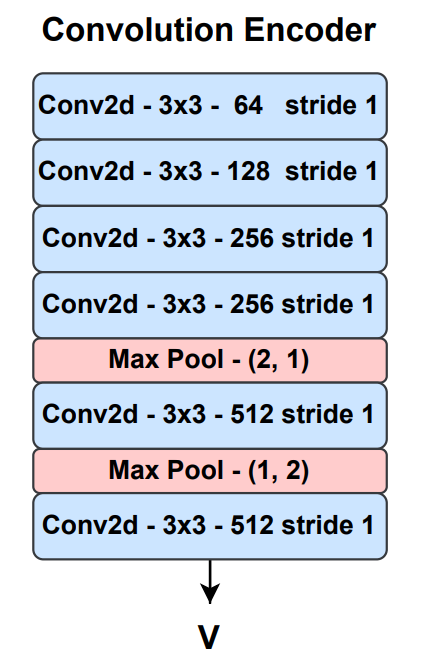 Convolution Encoder
Conv2d - 3x3 - 64 stride 1
Conv2d - 3x3 - 128 stride 1
Conv2d - 3x3 - 256 stride 1
Conv2d - 3x3 - 256 stride 1
Max Pool - (2, 1)
Conv2d - 3x3 - 512 stride 1
Max Pool - (1, 2)
Conv2d - 3x3 - 512 stride 1
V